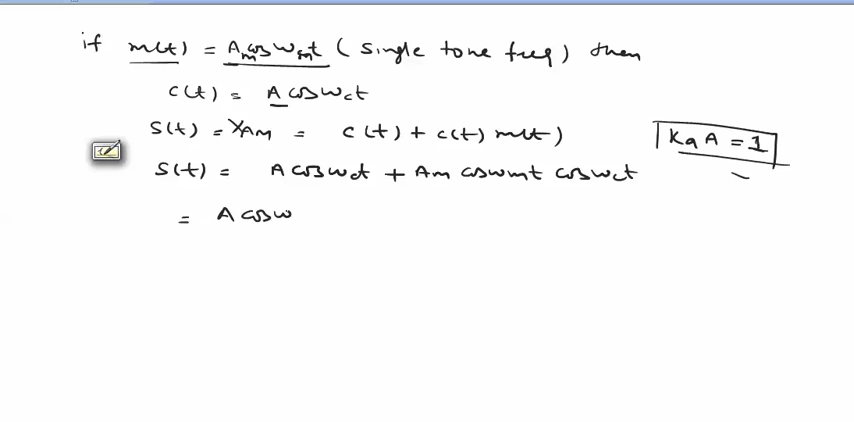 if m(t) = Am cos wmt ( single tone freq ) then
c(t) = A cos wct
s(t) = XAM = c(t) + c(t) m(t) )
KaA = 1
s(t) = A cos wct + Am cos wmt cos wct
= A cos w